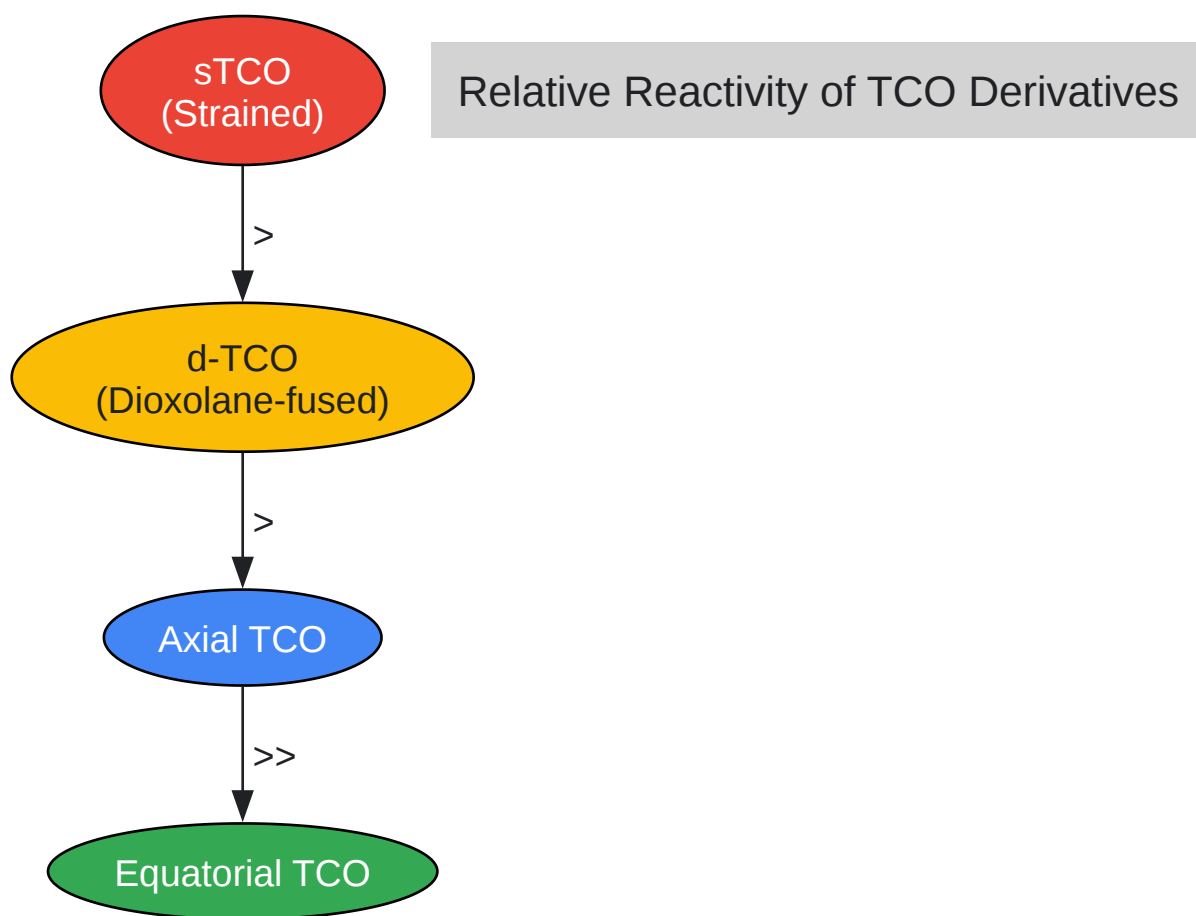 sTCO
(Strained)
Relative Reactivity of TCO Derivatives
>
d-TCO
(Dioxolane-fused)
>
Axial TCO
>>
Equatorial TCO